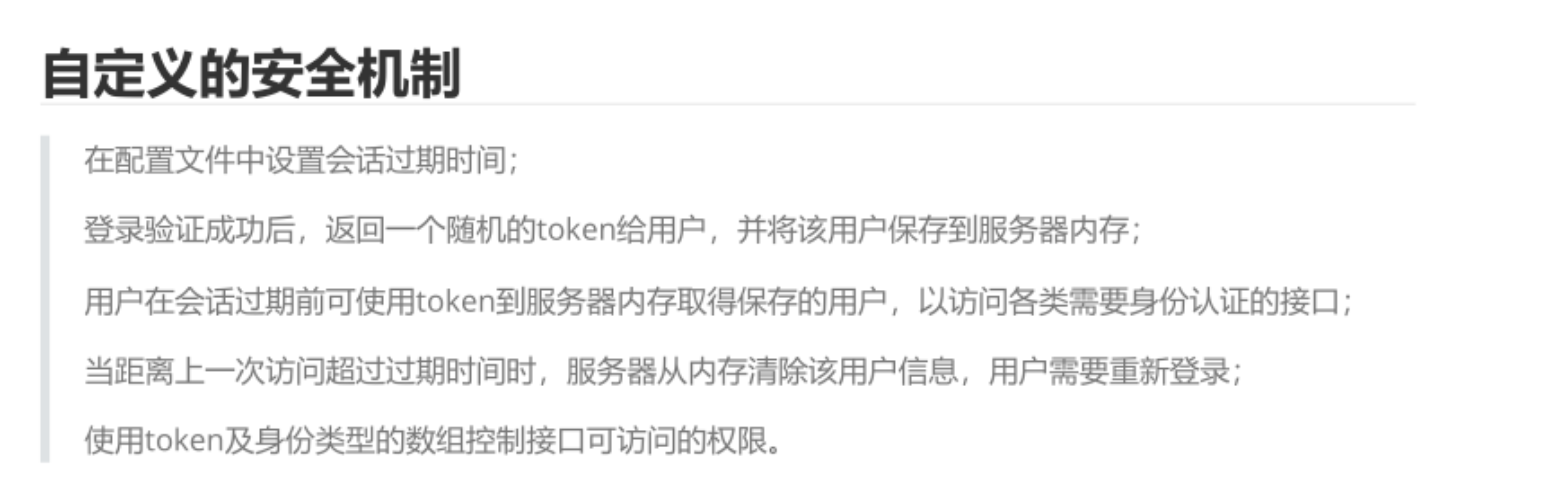 自定义的安全机制
在配置文件中设置会话过期时间；
登录验证成功后，返回一个随机的token给用户，并将该用户保存到服务器内存；
用户在会话过期前可使用token到服务器内存取得保存的用户，以访问各类需要身份认证的接口；
当距离上一次访问超过过期时间时，服务器从内存清除该用户信息，用户需要重新登录；
使用token及身份类型的数组控制接口可访问的权限。